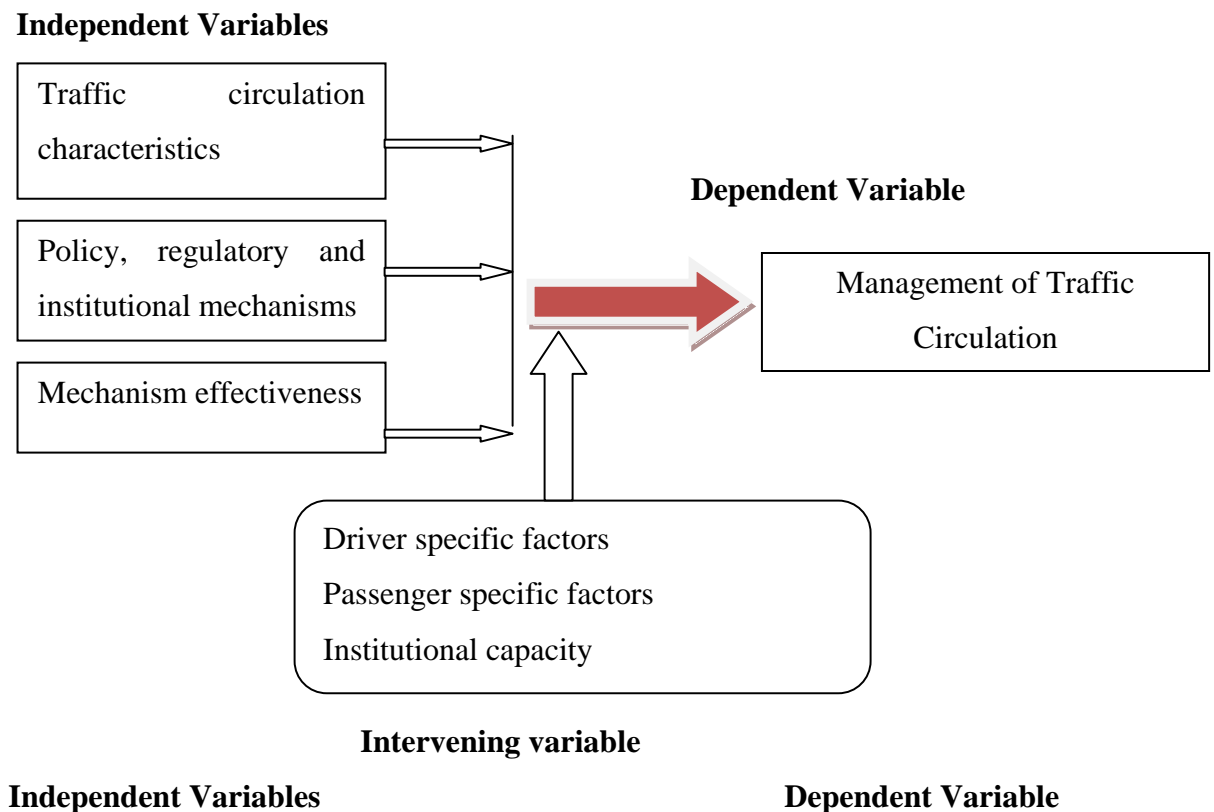 Independent Variables
Traffic circulation
characteristics
Policy, regulatory and
institutional mechanisms
Mechanism effectiveness
Dependent Variable
Management of Traffic
Circulation
Driver specific factors
Passenger specific factors
Institutional capacity
Intervening variable
Independent Variables
Dependent Variable